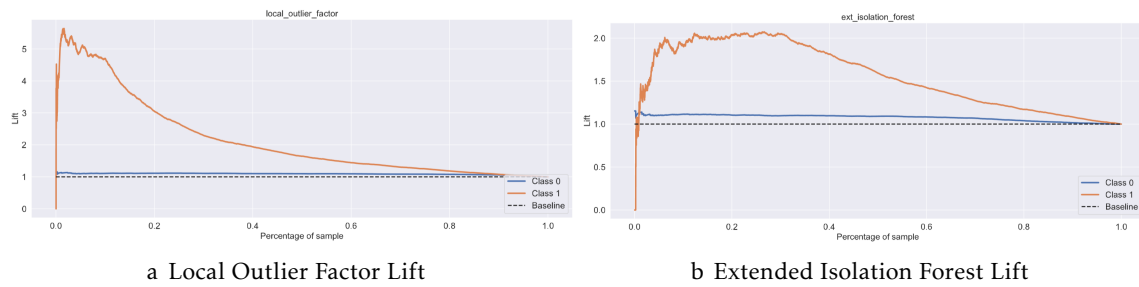 local_outlier_factor
5
4
3
2
1
0
Lift
0.0 0.2 0.4 0.6 0.8 1.0
Percentage of sample
Class 0
Class 1
Baseline
a Local Outlier Factor Lift
ext_isolation_forest
2.0
1.5
1.0
0.5
0.0
Lift
0.0 0.2 0.4 0.6 0.8 1.0
Percentage of sample
Class 0
Class 1
Baseline
b Extended Isolation Forest Lift